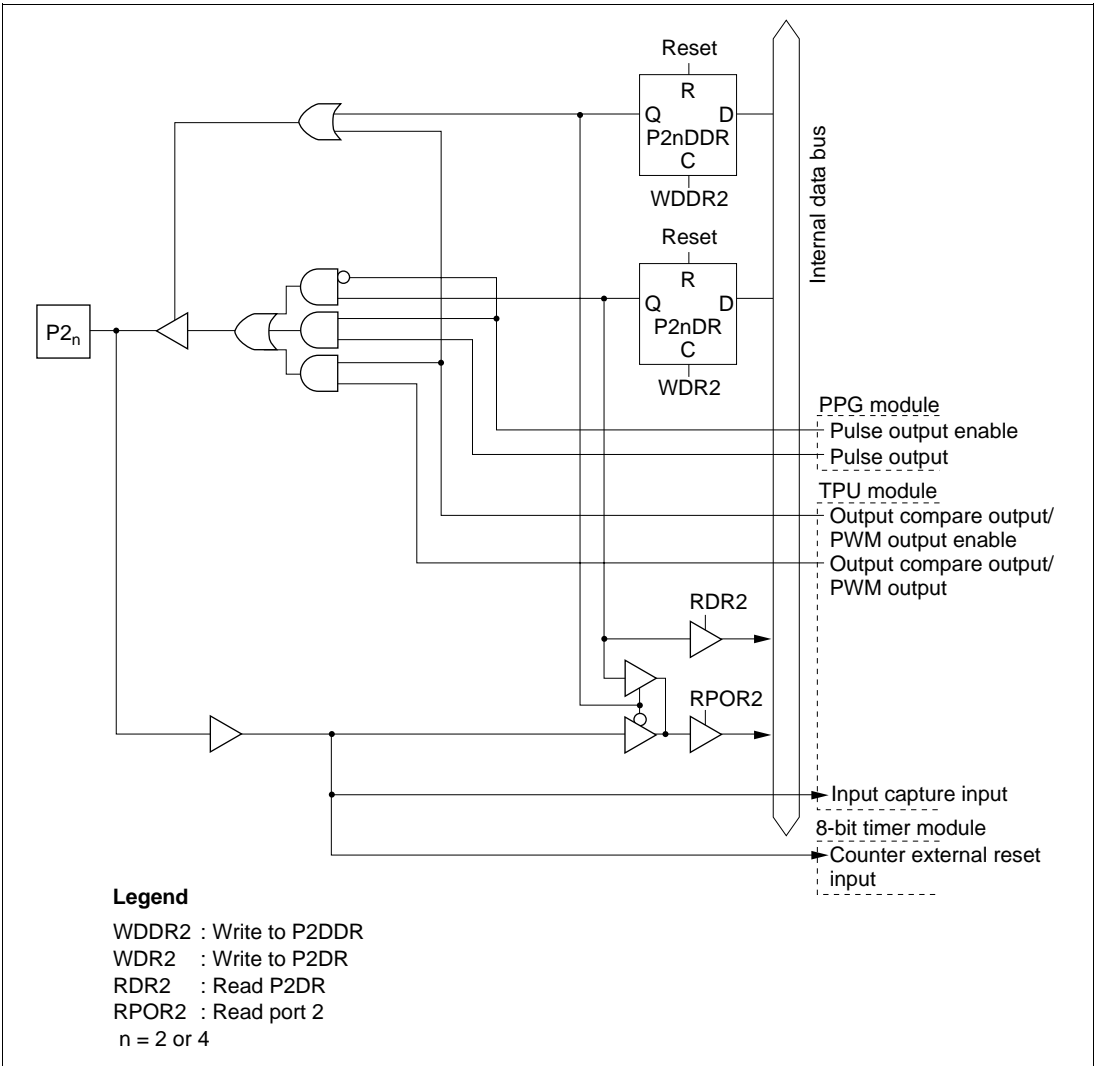 Reset
R
Q D
P2nDDR
C
WDDR2
Internal data bus
Reset
R
Q D
P2nDR
C
WDR2
P2n
PPG module
Pulse output enable
Pulse output
TPU module
Output compare output/
PWM output enable
Output compare output/
PWM output
RDR2
RPOR2
Input capture input
8-bit timer module
Counter external reset
input
Legend
WDDR2 : Write to P2DDR
WDR2 : Write to P2DR
RDR2 : Read P2DR
RPOR2 : Read port 2
n = 2 or 4